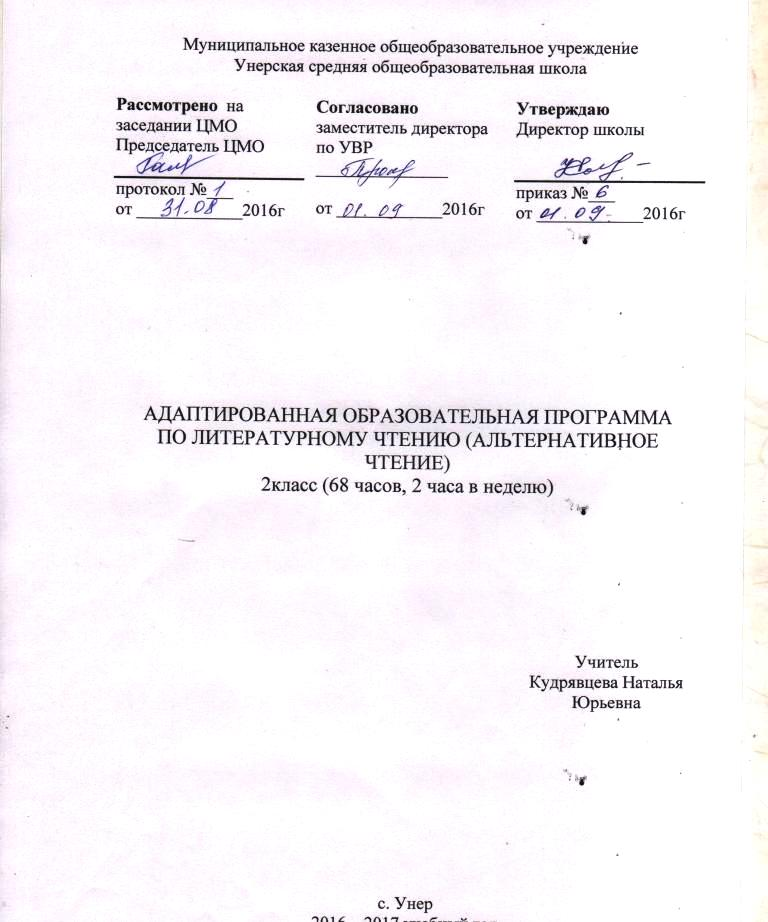 Муниципальное казенное общеобразовательное учреждение
Унерская средняя общеобразовательная школа
Рассмотрено на
заседании ЦМО
Председатель ЦМО
протокол № 1
от 31.08 2016г
Согласовано
заместитель директора
по УВР
от 01.09 2016г
Утверждаю
Директор школы
приказ № 6
от 01.09. 2016г
АДАПТИРОВАННАЯ ОБРАЗОВАТЕЛЬНАЯ ПРОГРАММА
ПО ЛИТЕРАТУРНОМУ ЧТЕНИЮ (АЛЬТЕРНАТИВНОЕ
ЧТЕНИЕ)
2класс (68 часов, 2 часа в неделю)
Учитель
Кудрявцева Наталья
Юрьевна
с. Унер
2016 – 2017 учебный год